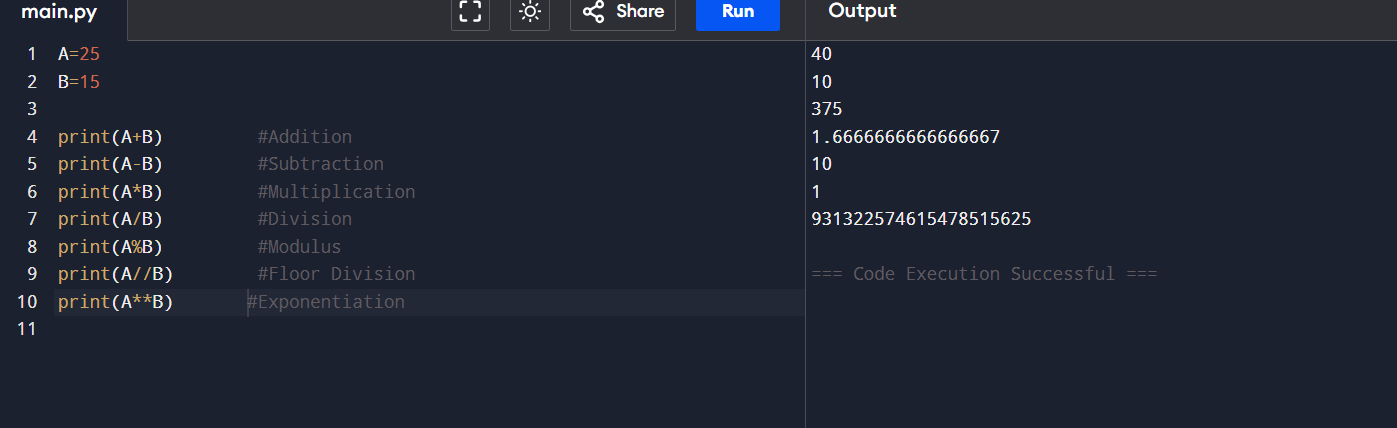 main.py
Share
Run
Output
1 A=25
2 B=15
3
4 print(A+B) #Addition
5 print(A-B) #Subtraction
6 print(A*B) #Multiplication
7 print(A/B) #Division
8 print(A%B) #Modulus
9 print(A//B) #Floor Division
10 print(A**B) #Exponentiation
11
40
10
375
1.6666666666666667
10
1
931322574615478515625
=== Code Execution Successful ===